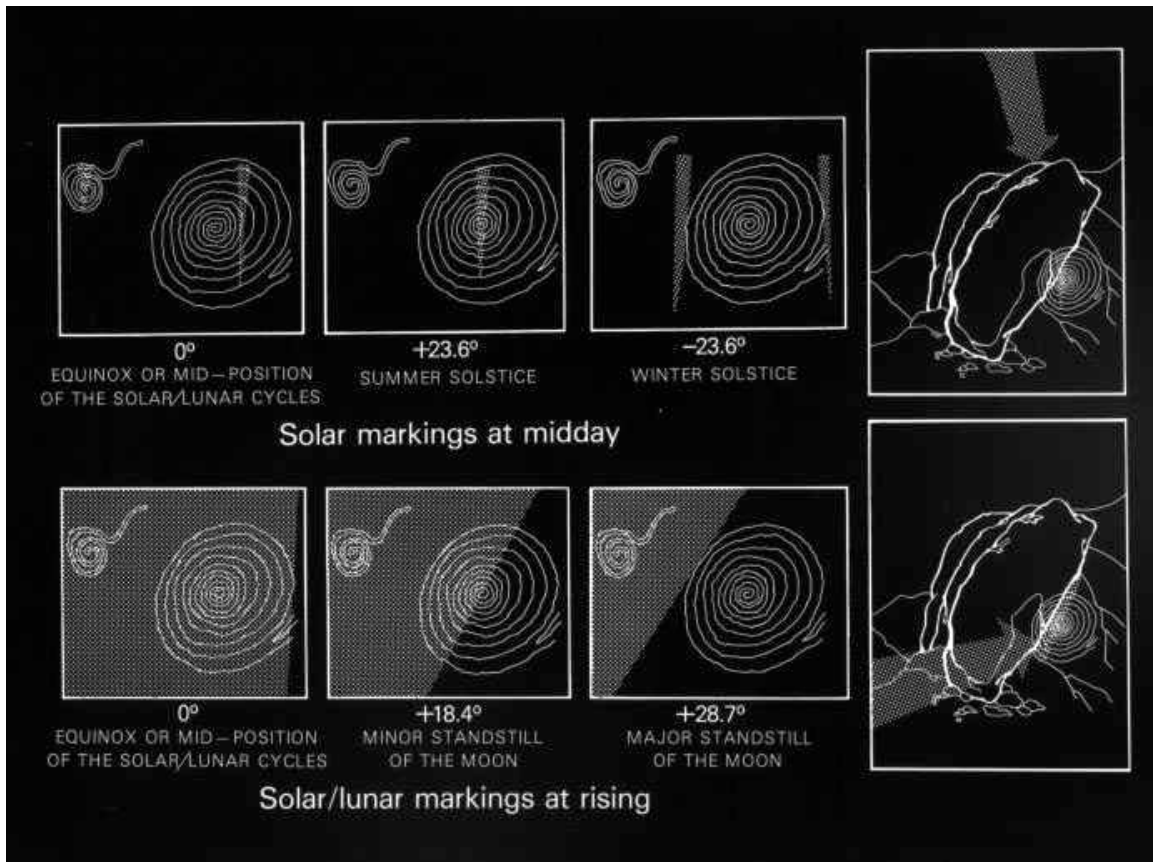 0°
EQUINOX OR MID–POSITION
OF THE SOLAR/LUNAR CYCLES
+23.6°
SUMMER SOLSTICE
–23.6°
WINTER SOLSTICE
Solar markings at midday
0°
EQUINOX OR MID–POSITION
OF THE SOLAR/LUNAR CYCLES
+18.4°
MINOR STANDSTILL
OF THE MOON
+28.7°
MAJOR STANDSTILL
OF THE MOON
Solar/lunar markings at rising